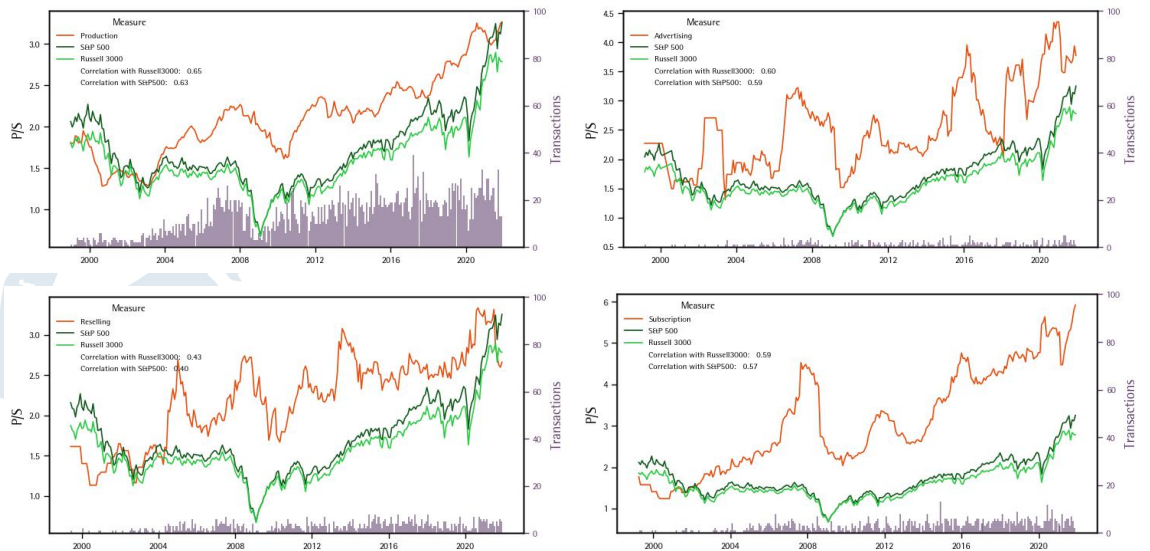 Measure
Production
S&P 500
Russell 3000
Correlation with Russell3000: 0.65
Correlation with S&P500: 0.63
P/S
3.0
2.5
2.0
1.5
1.0
100
80
60
40
20
0
Transactions
2000 2004 2008 2012 2016 2020
Measure
Advertising
S&P 500
Russell 3000
Correlation with Russell3000: 0.60
Correlation with S&P500: 0.59
P/S
4.5
4.0
3.5
3.0
2.5
2.0
1.5
1.0
0.5
100
80
60
40
20
0
Transactions
2000 2004 2008 2012 2016 2020
Measure
Reselling
S&P 500
Russell 3000
Correlation with Russell3000: 0.43
Correlation with S&P500: 0.40
P/S
3.0
2.5
2.0
1.5
1.0
100
80
60
40
20
0
Transactions
2000 2004 2008 2012 2016 2020
Measure
Subscription
S&P 500
Russell 3000
Correlation with Russell3000: 0.59
Correlation with S&P500: 0.57
P/S
6
5
4
3
2
1
100
80
60
40
20
0
Transactions
2000 2004 2008 2012 2016 2020